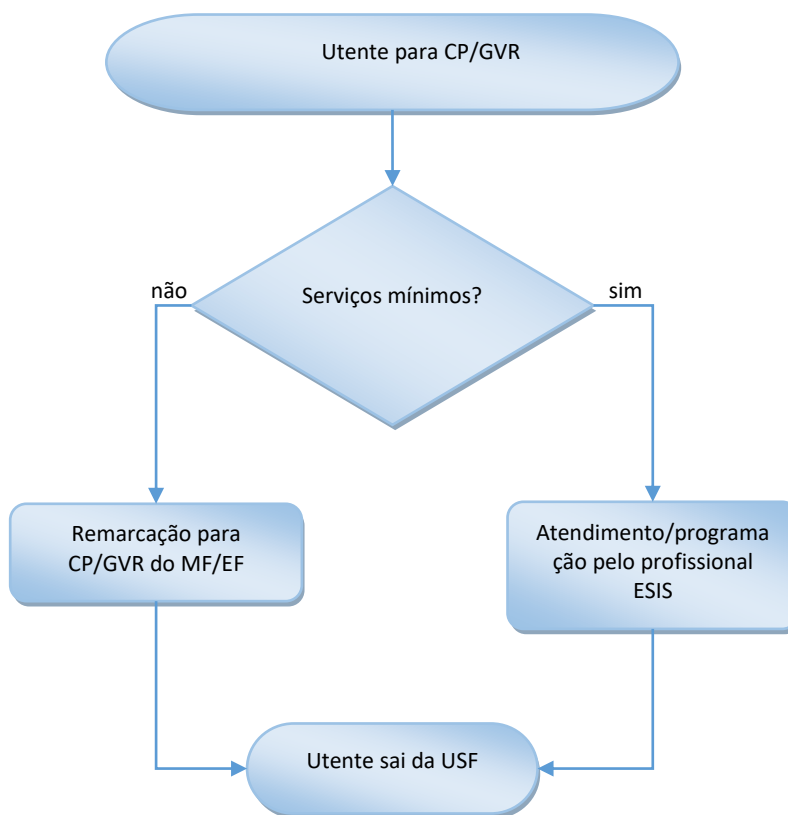 Utente para CP/GVR
Serviços mínimos?
não
sim
Remarcação para
CP/GVR do MF/EF
Atendimento/programa
ção pelo profissional
ESIS
Utente sai da USF